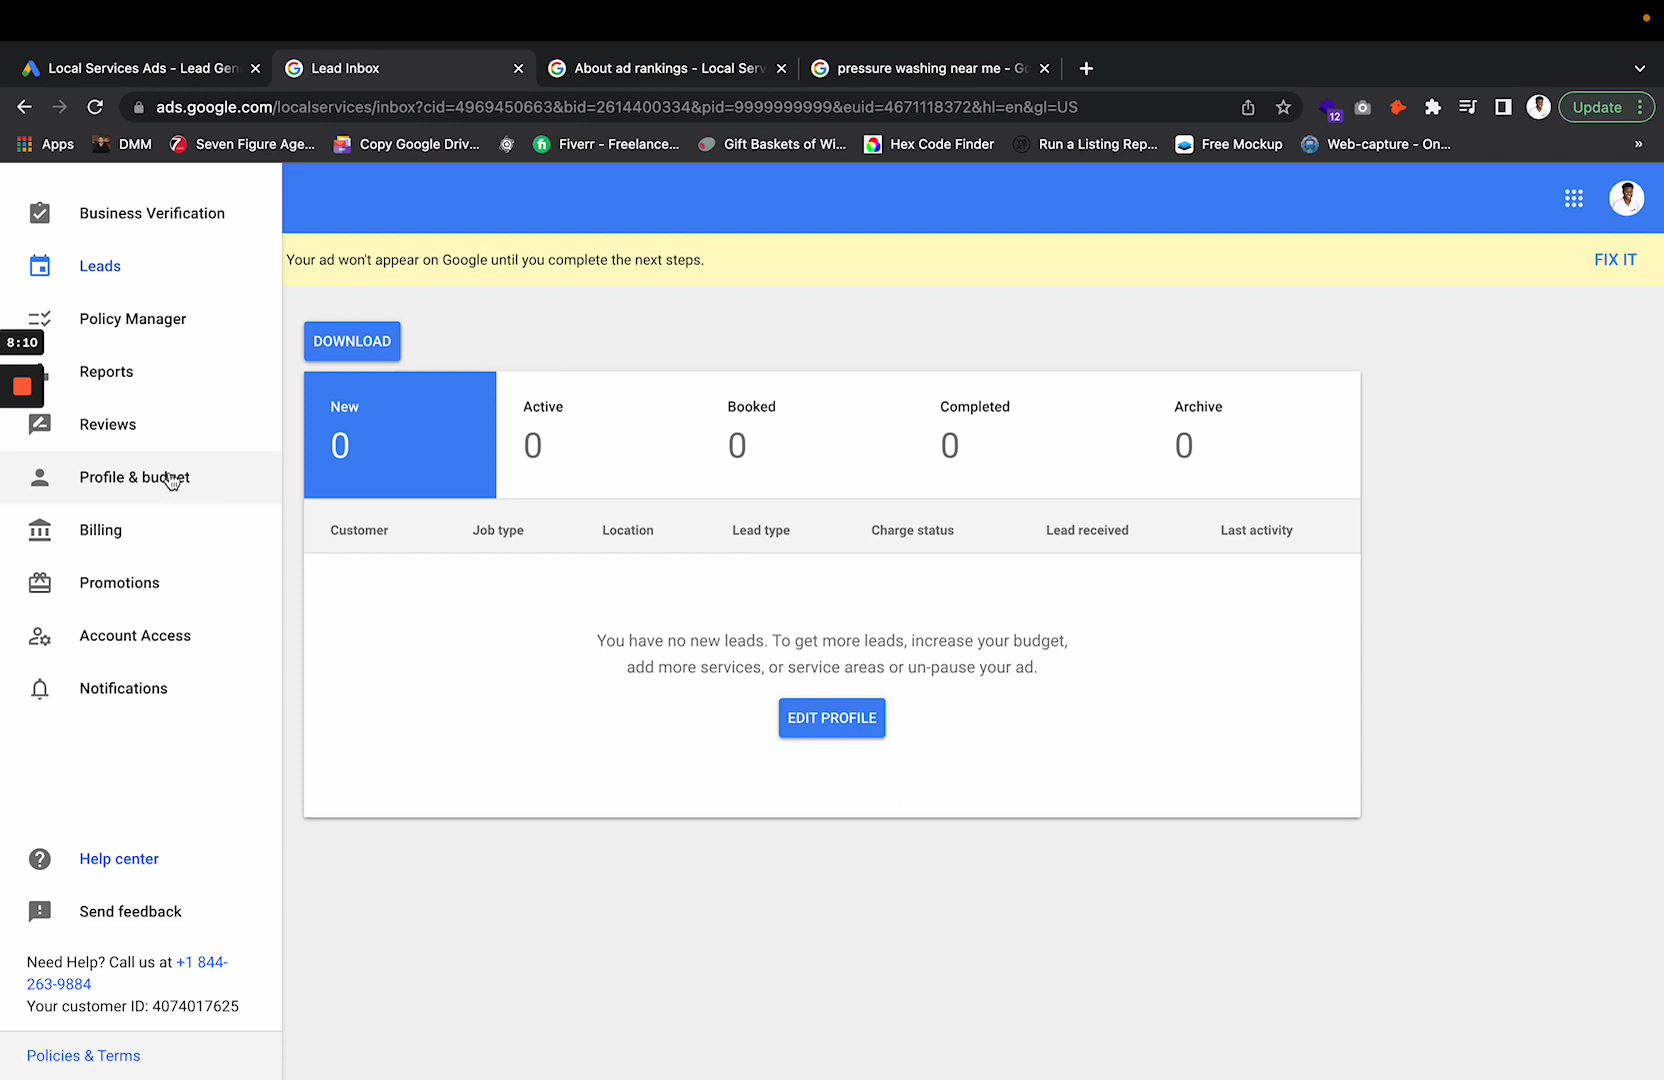 Local Services Ads - Lead Gen
Lead Inbox
About ad rankings - Local Serv
pressure washing near me - Go
ads.google.com/localservices/inbox?cid=4969450663&bid=2614400334&pid=9999999999&euid=4671118372&hl=en&gl=US
12
Update
Apps
DMM
Seven Figure Age...
Copy Google Driv...
Fiverr - Freelance...
Gift Baskets of Wi...
Hex Code Finder
Run a Listing Rep...
Free Mockup
Web-capture - On...
»
Business Verification
Leads
Policy Manager
8:10
Reports
Reviews
Profile & budget
Billing
Promotions
Account Access
Notifications
Help center
Send feedback
Need Help? Call us at +1 844-
263-9884
Your customer ID: 4074017625
Policies & Terms
Your ad won't appear on Google until you complete the next steps.
FIX IT
DOWNLOAD
New Active Booked Completed Archive
0 0 0 0 0
Customer Job type Location Lead type Charge status Lead received Last activity
You have no new leads. To get more leads, increase your budget,
add more services, or service areas or un-pause your ad.
EDIT PROFILE